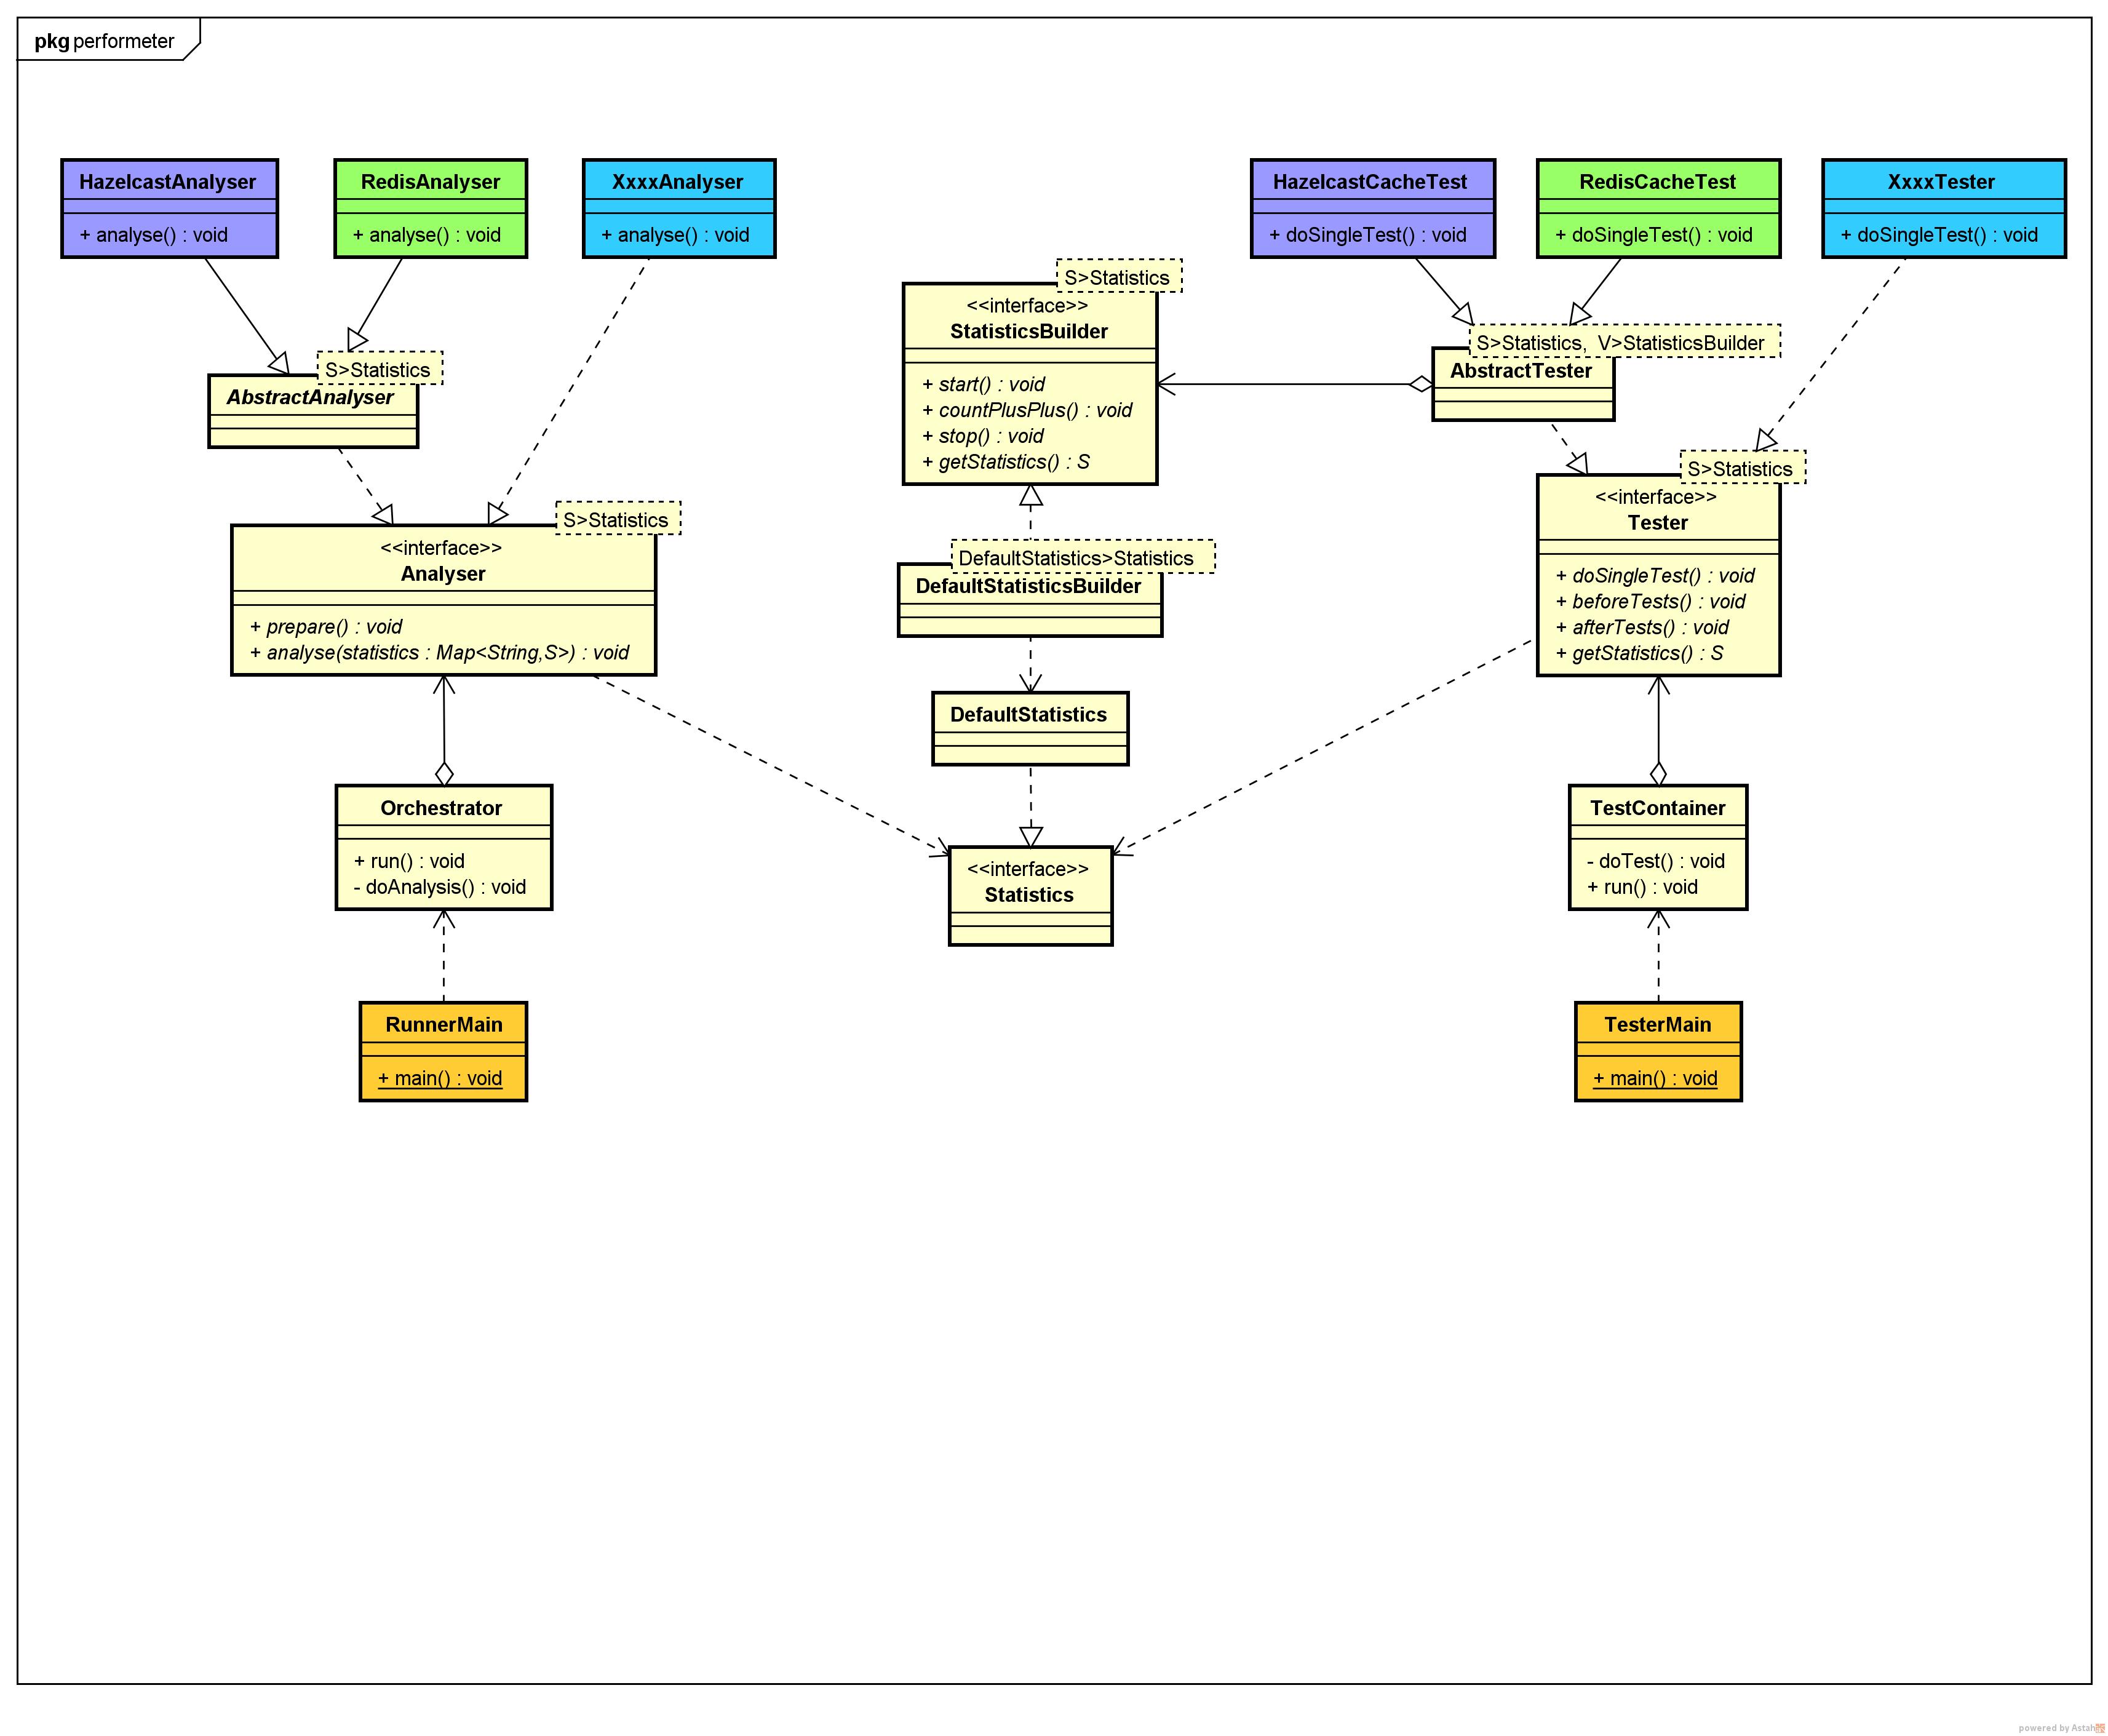 pkg performeter
HazelcastAnalyser
+ analyse() : void
RedisAnalyser
+ analyse() : void
XxxxAnalyser
+ analyse() : void
HazelcastCacheTest
+ doSingleTest() : void
RedisCacheTest
+ doSingleTest() : void
XxxxTester
+ doSingleTest() : void
S>Statistics
<<interface>>
StatisticsBuilder
+ start() : void
+ countPlusPlus() : void
+ stop() : void
+ getStatistics() : S
S>Statistics, V>StatisticsBuilder
AbstractTester
S>Statistics
AbstractAnalyser
S>Statistics
<<interface>>
Tester
+ doSingleTest() : void
+ beforeTests() : void
+ afterTests() : void
+ getStatistics() : S
S>Statistics
<<interface>>
Analyser
+ prepare() : void
+ analyse(statistics : Map<String,S>) : void
DefaultStatistics>Statistics
DefaultStatisticsBuilder
DefaultStatistics
Orchestrator
+ run() : void
- doAnalysis() : void
<<interface>>
Statistics
TestContainer
- doTest() : void
+ run() : void
RunnerMain
+ main() : void
TesterMain
+ main() : void
powered by Astah